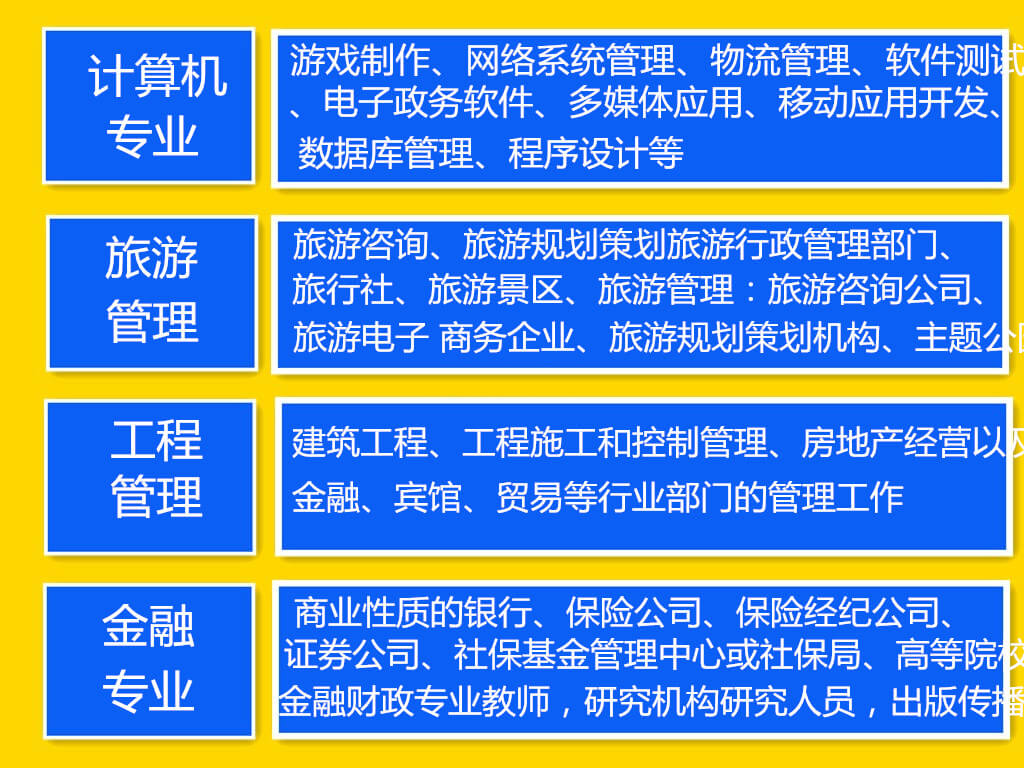 计算机
专业
游戏制作、网络系统管理、物流管理、软件测试
、电子政务软件、多媒体应用、移动应用开发、
数据库管理、程序设计等
旅游
管理
旅游咨询、旅游规划策划旅游行政管理部门、
旅行社、旅游景区、旅游管理：旅游咨询公司、
旅游电子 商务企业、旅游规划策划机构、主题公园
工程
管理
建筑工程、工程施工和控制管理、房地产经营以及
金融、宾馆、贸易等行业部门的管理工作
金融
专业
商业性质的银行、保险公司、保险经纪公司、
证券公司、社保基金管理中心或社保局、高等院校
金融财政专业教师，研究机构研究人员，出版传播